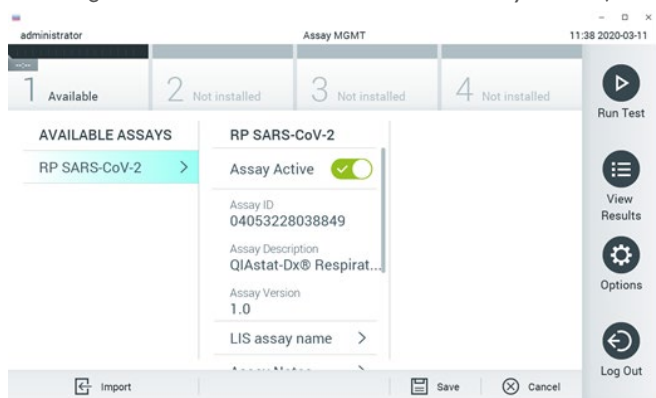 administrator Assay MGMT 11:38 2020-03-11
1 Available 2 Not installed 3 Not installed 4 Not installed
Run Test
AVAILABLE ASSAYS RP SARS-CoV-2
RP SARS-CoV-2 Assay Active
Assay ID
04053228038849
Assay Description
QIAstat-Dx® Respirat...
Assay Version
1.0
LIS assay name
View
Results
Options
Log Out
Import Save Cancel